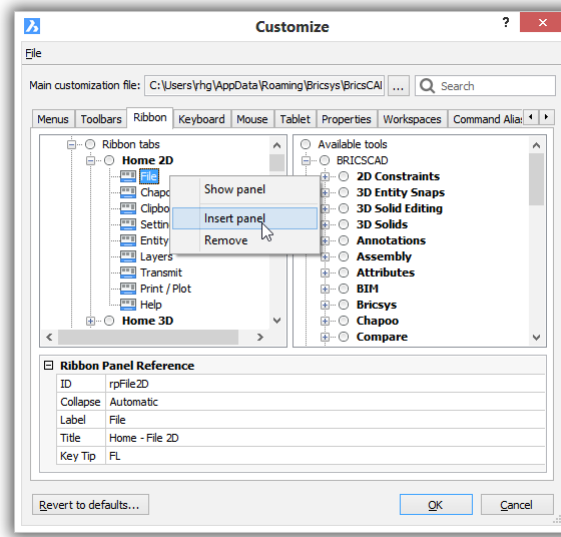 Customize
?
File
Main customization file: C:\Users\rhg\AppData\Roaming\Bricsys\BricsCAI ... Search
Menus Toolbars Ribbon Keyboard Mouse Tablet Properties Workspaces Command Alias
Ribbon tabs
Home 2D
File
Chapoo
Clipbo
Settin
Entity
Layers
Transmit
Print / Plot
Help
Home 3D
Show panel
Insert panel
Remove
Available tools
BRICSCAD
2D Constraints
3D Entity Snaps
3D Solid Editing
3D Solids
Annotations
Assembly
Attributes
BIM
Bricsys
Chapoo
Compare
Ribbon Panel Reference
ID rpFile2D
Collapse Automatic
Label File
Title Home - File 2D
Key Tip FL
Revert to defaults... OK Cancel